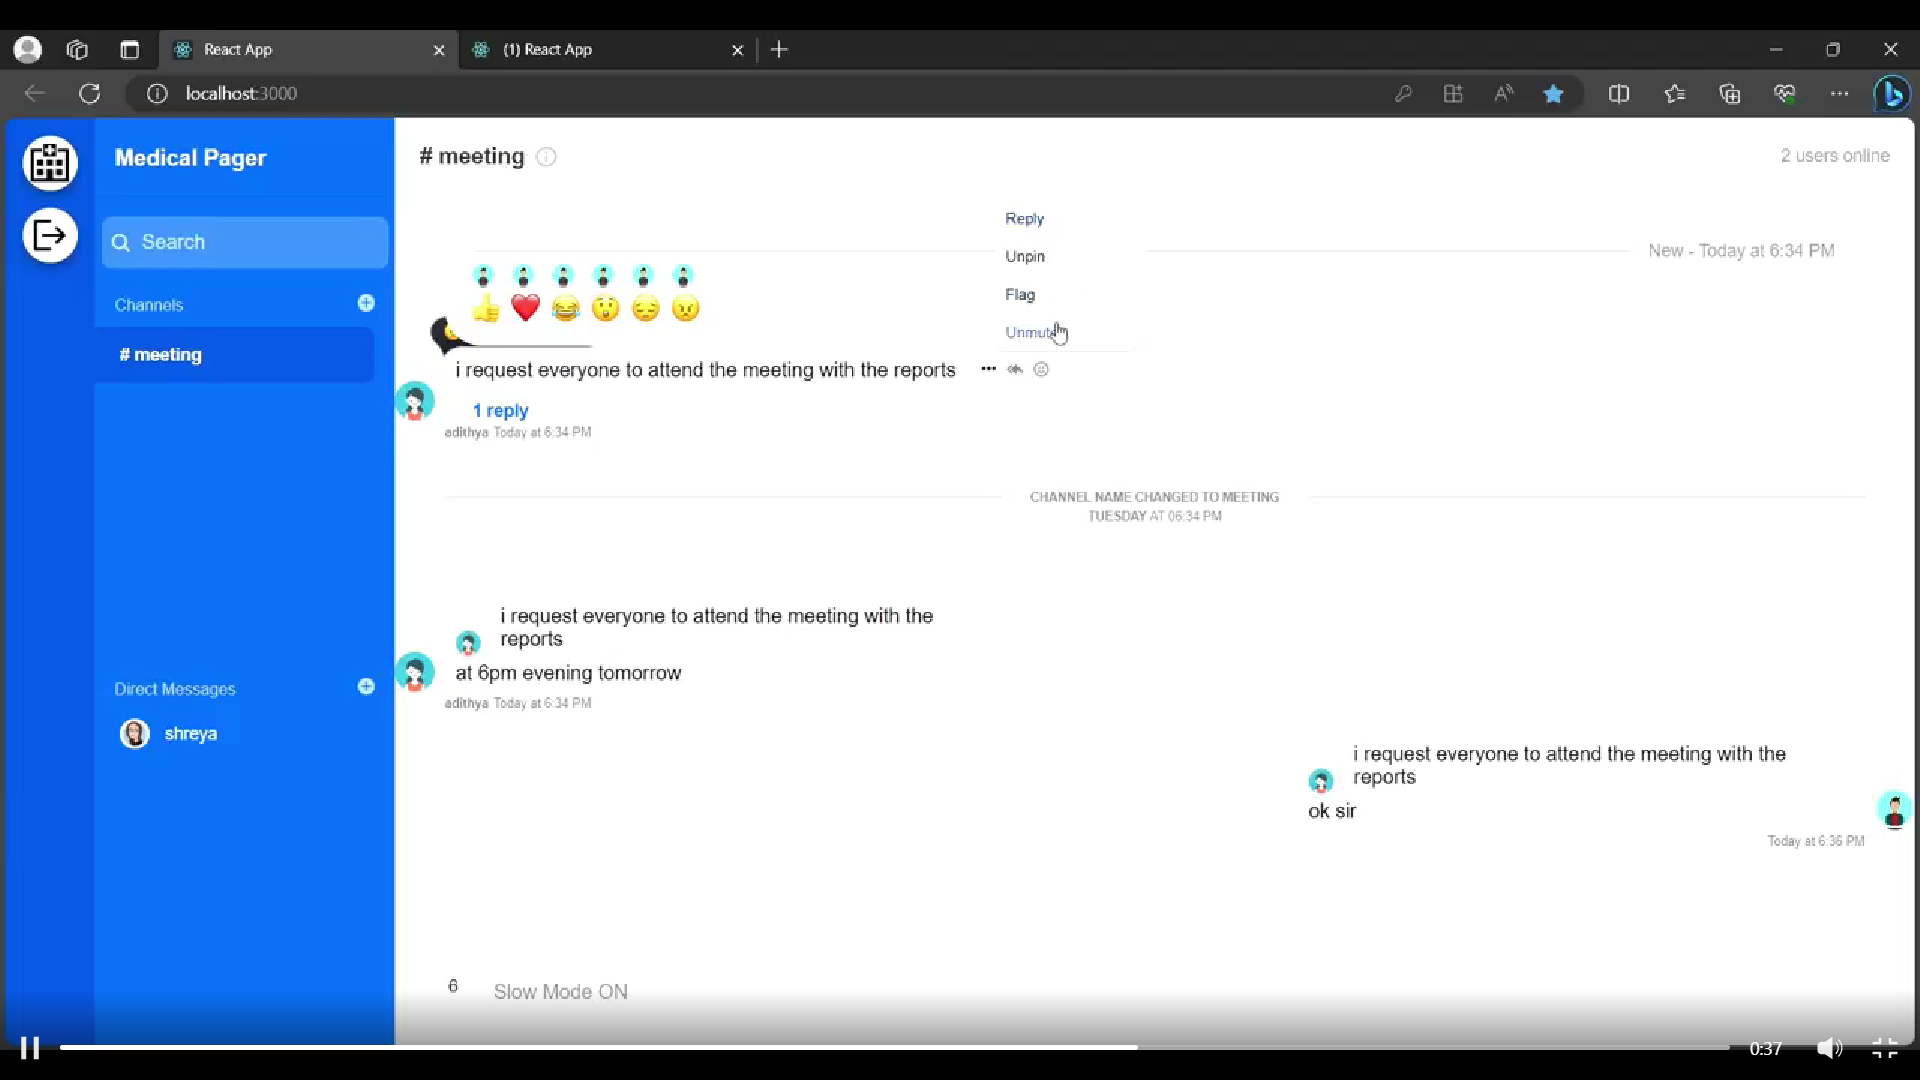 React App
(1) React App
localhost:3000
Medical Pager
# meeting
2 users online
Search
Reply
New - Today at 6:34 PM
Unpin
Channels
Flag
Unmute
# meeting
i request everyone to attend the meeting with the reports
1 reply
adithya Today at 6:34 PM
CHANNEL NAME CHANGED TO MEETING
TUESDAY AT 06:34 PM
i request everyone to attend the meeting with the
reports
at 6pm evening tomorrow
adithya Today at 6:34 PM
Direct Messages
shreya
i request everyone to attend the meeting with the
reports
ok sir
Today at 6:36 PM
6 Slow Mode ON
0:37